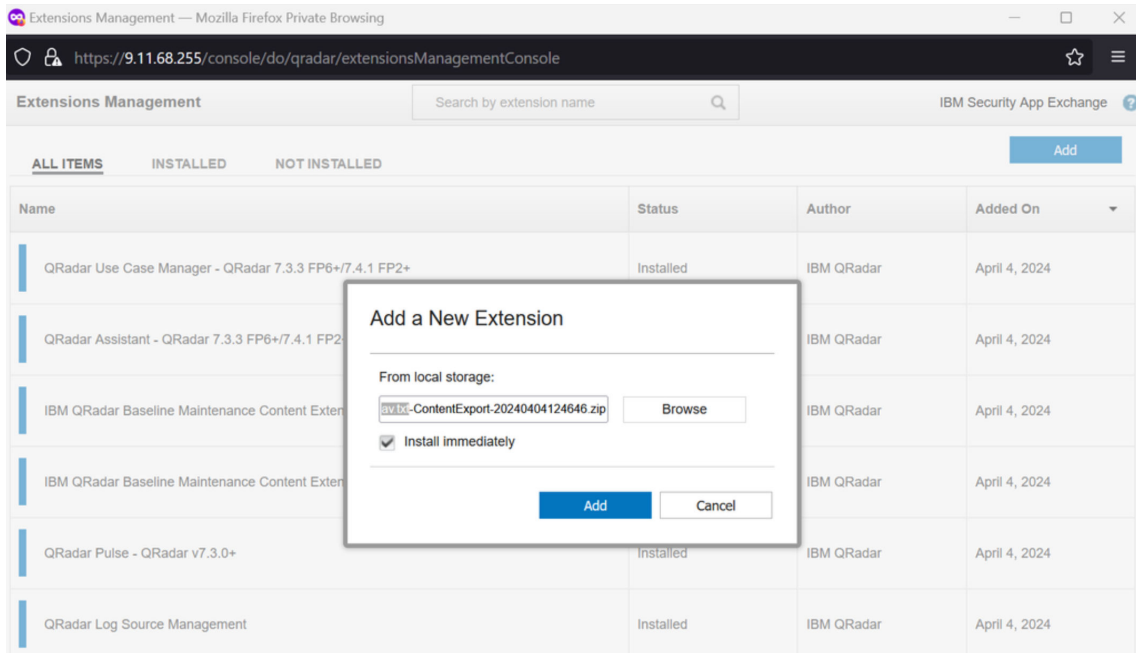 Extensions Management — Mozilla Firefox Private Browsing
https://9.11.68.255/console/do/qradar/extensionsManagementConsole
Extensions Management Search by extension name IBM Security App Exchange ?
ALL ITEMS INSTALLED NOT INSTALLED Add
Name Status Author Added On
QRadar Use Case Manager - QRadar 7.3.3 FP6+/7.4.1 FP2+ Installed IBM QRadar April 4, 2024
Add a New Extension
QRadar Assistant - QRadar 7.3.3 FP6+/7.4.1 FP2 IBM QRadar April 4, 2024
From local storage:
IBM QRadar Baseline Maintenance Content Exten av.txt-ContentExport-20240404124646.zip Browse IBM QRadar April 4, 2024
Install immediately
IBM QRadar Baseline Maintenance Content Exten IBM QRadar April 4, 2024
Add Cancel
QRadar Pulse - QRadar v7.3.0+ Installed IBM QRadar April 4, 2024
QRadar Log Source Management Installed IBM QRadar April 4, 2024